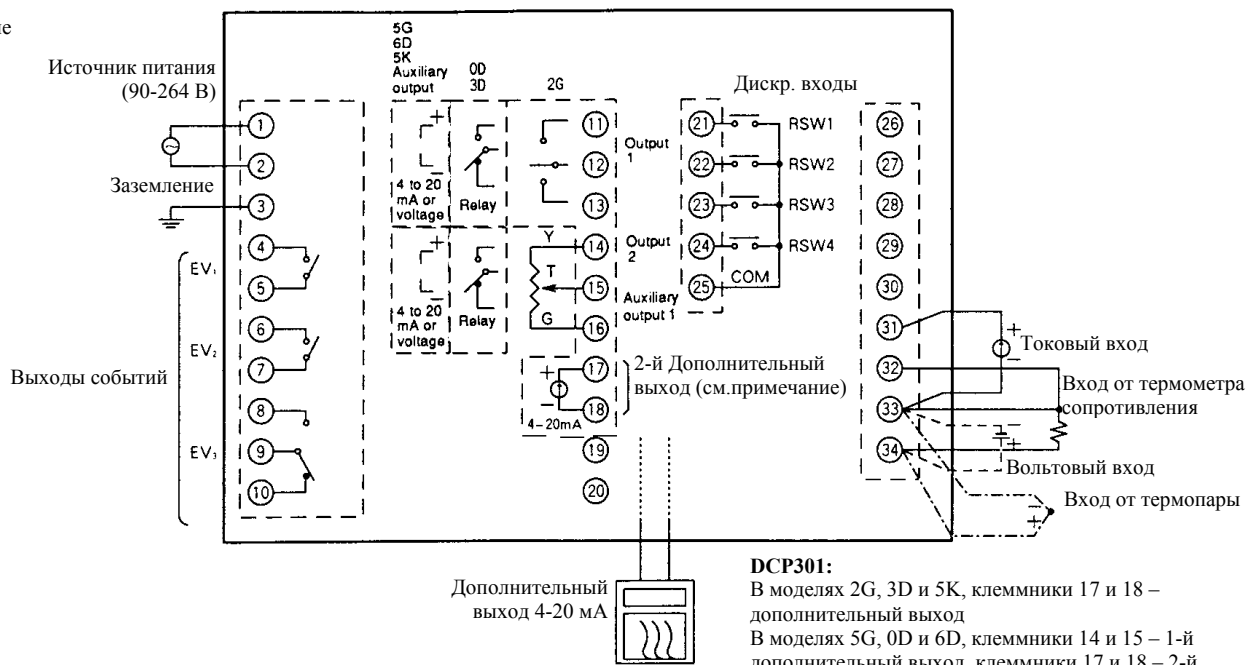 е
Источник питания
(90-264 В)
Заземление
Выходы событий
1
2
3
4
5
6
7
8
9
10
EV₁
EV₂
EV₃
5G
6D
5K
Auxiliary
output
0D
3D
2G
+
–
4 to 20
mA or
voltage
Relay
+
–
4 to 20
mA or
voltage
Relay
Y
T
G
11
12
13
14
15
16
17
18
19
20
Output
1
Output
2
Auxiliary
output 1
+
–
4–20mA
2-й Дополнительный
выход (см.примечание)
Дискр. входы
21
22
23
24
25
RSW1
RSW2
RSW3
RSW4
COM
26
27
28
29
30
31
32
33
34
+
–
Токовый вход
Вход от термометра
сопротивления
–
+
Вольтовый вход
Вход от термопары
–
+
Дополнительный
выход 4-20 мА
DCP301:
В моделях 2G, 3D и 5K, клеммники 17 и 18 –
дополнительный выход
В моделях 5G, 0D и 6D, клеммники 14 и 15 – 1-й
дополнительный выход, клеммники 17 и 18 – 2-й